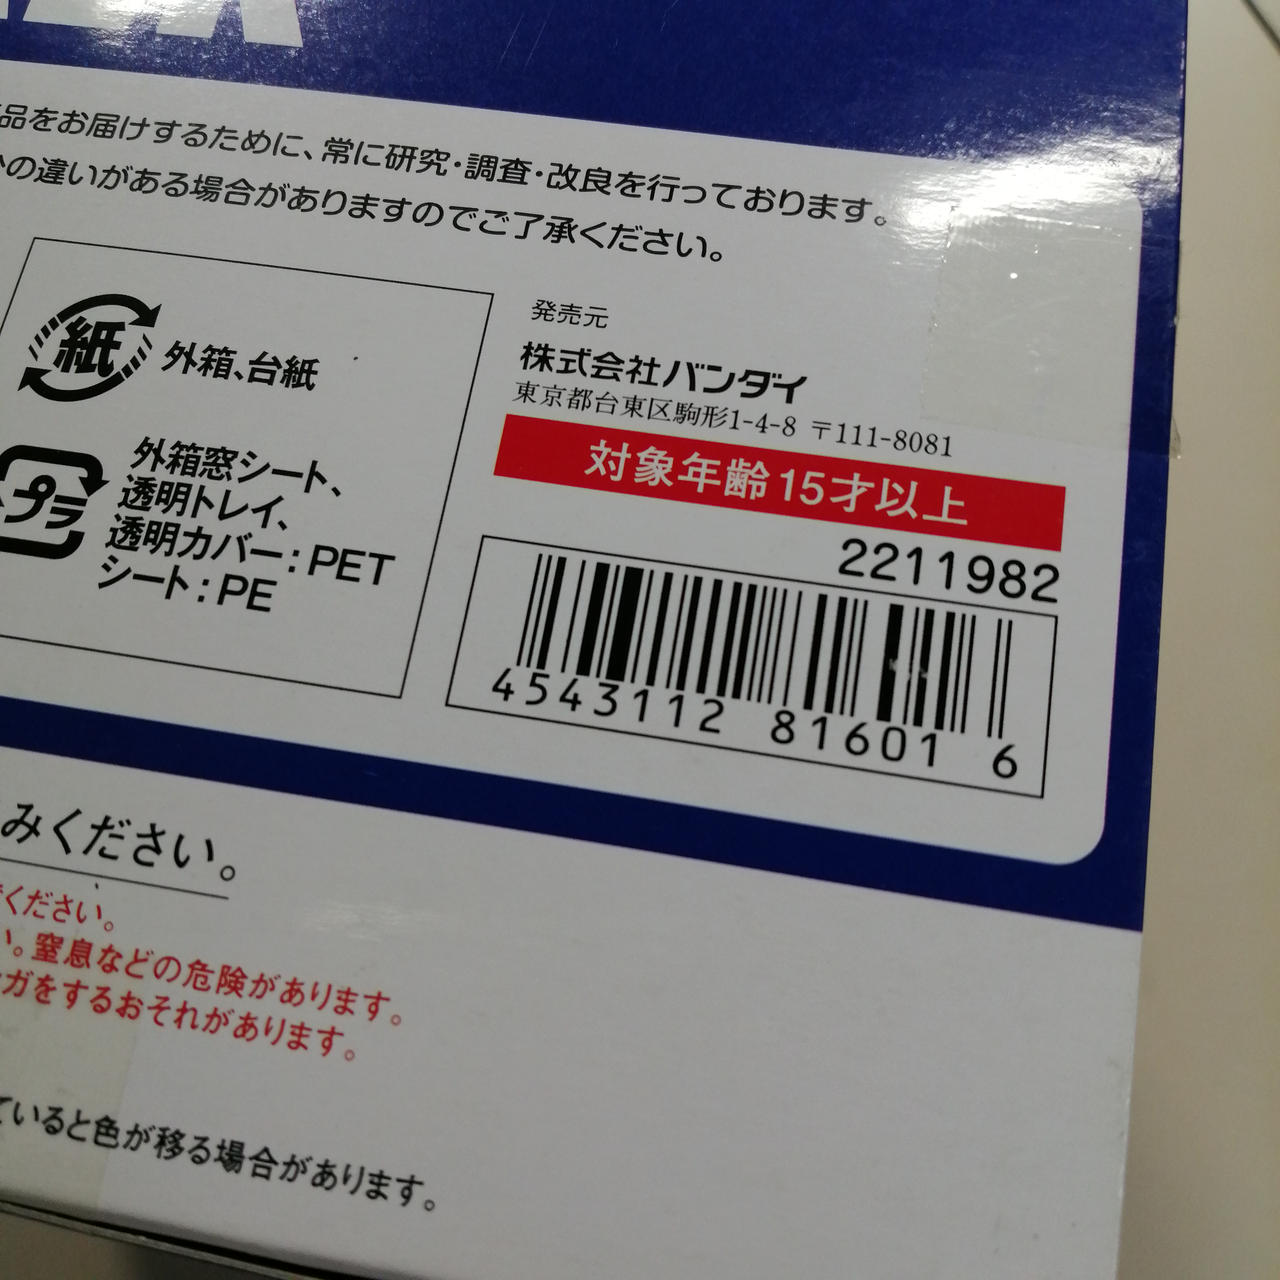 品をお届けするために、常に研究・調査・改良を行っております。
の違いがある場合がありますのでご了承ください。
紙
外箱、台紙
プラ
外箱窓シート、
透明トレイ、
透明カバー：PET
シート：PE
発売元
株式会社バンダイ
東京都台東区駒形1-4-8 〒111-8081
対象年齢15才以上
2211982
4543112 81601 6
みください。
ください。
。窒息などの危険があります。
ガをするおそれがあります。
ていると色が移る場合があります。